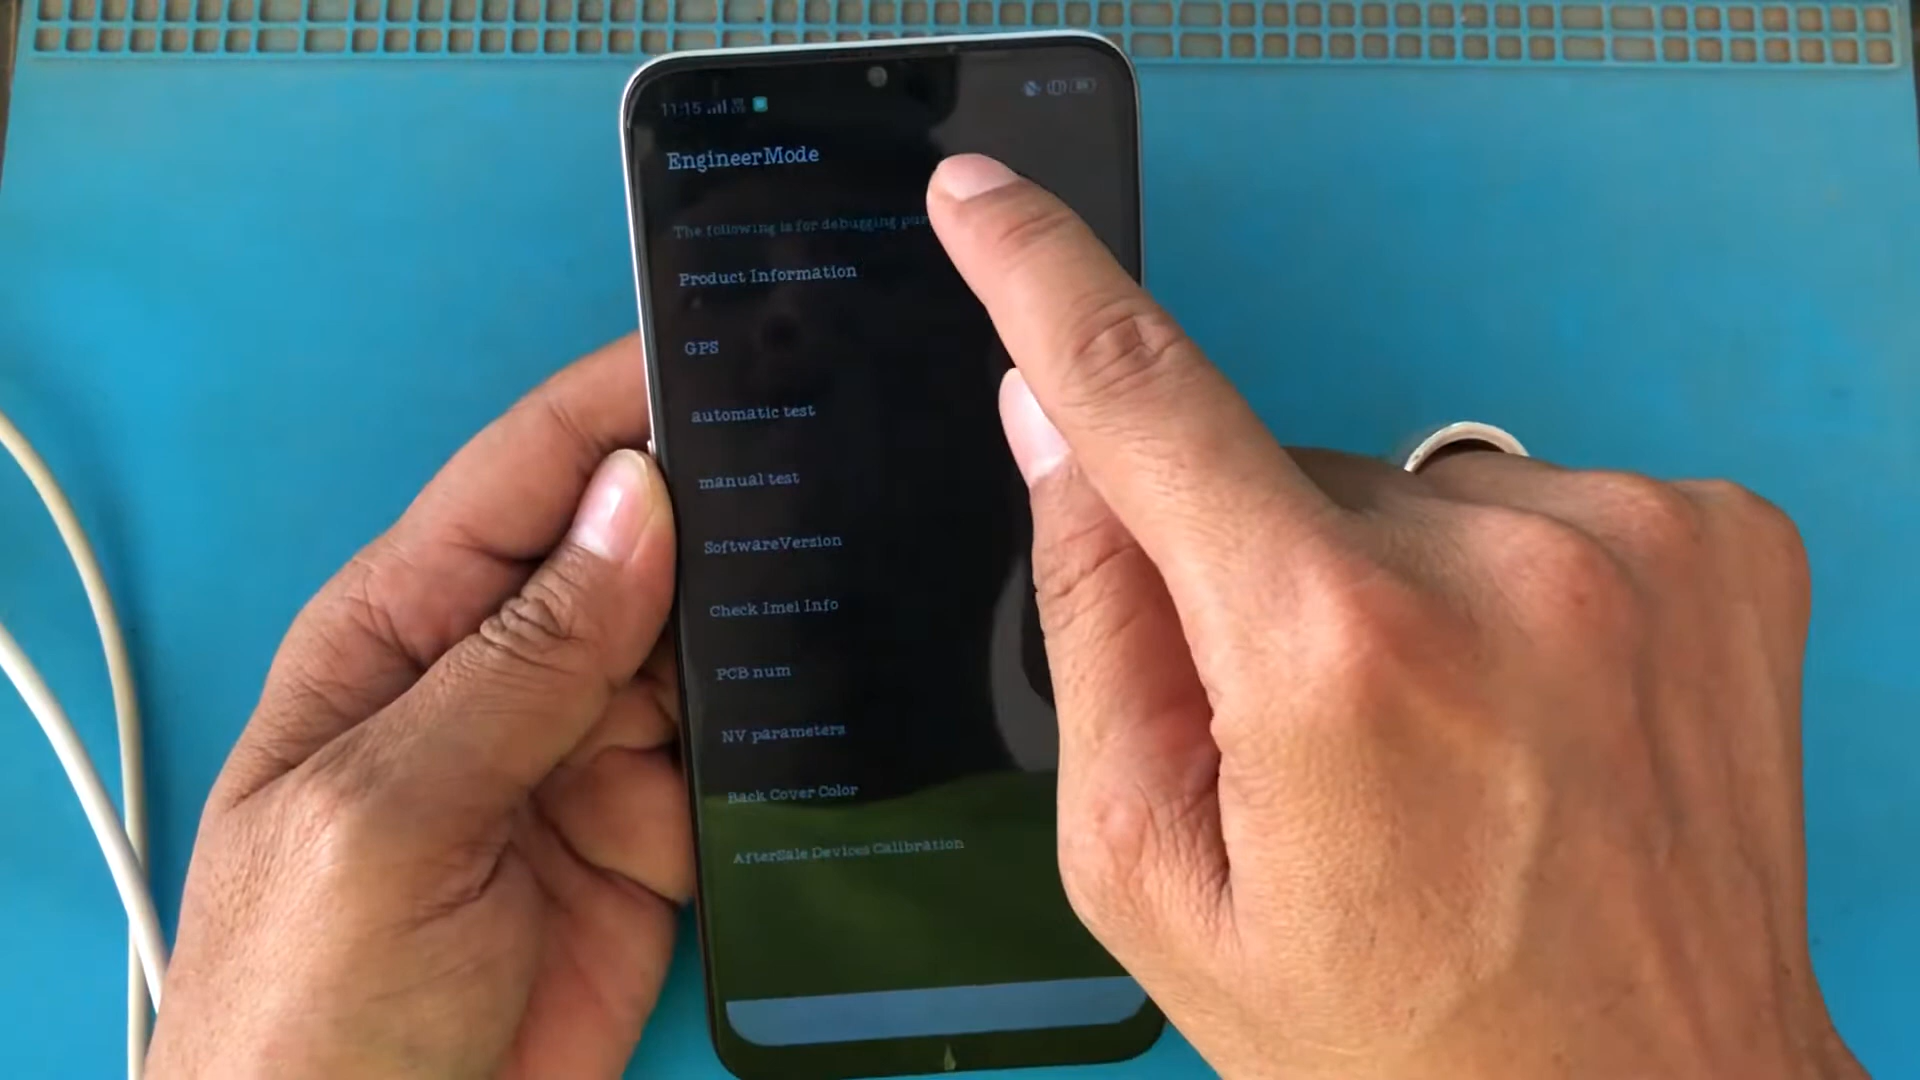 11:15
EngineerMode
The following is for debugging
Product Information
GPS
automatic test
manual test
SoftwareVersion
Check Imei Info
PCB num
NV parameters
Back Cover Color
AfterSale Devices Calibration